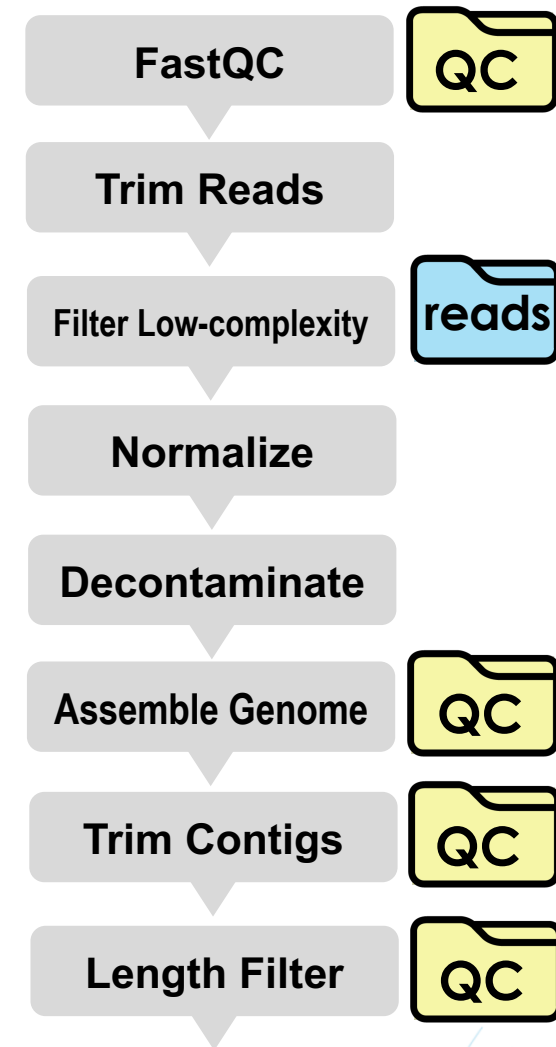 FastQC QC
Trim Reads
Filter Low-complexity reads
Normalize
Decontaminate
Assemble Genome QC
Trim Contigs QC
Length Filter QC